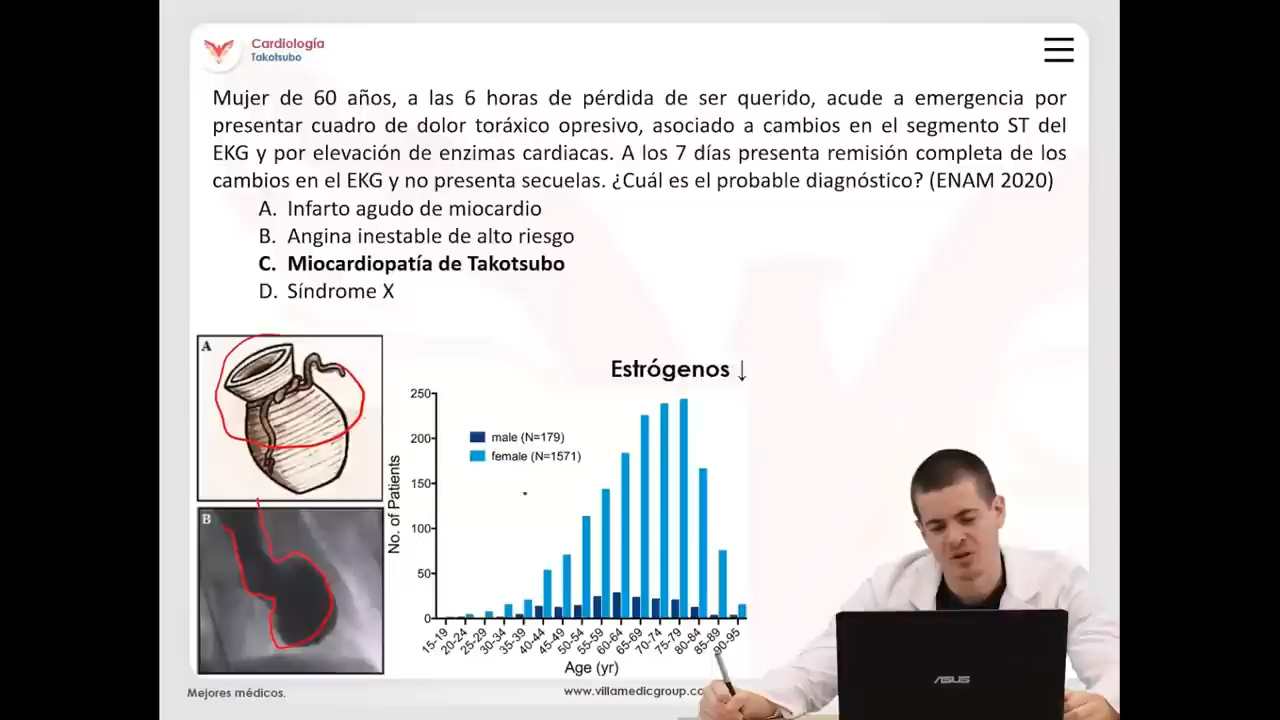 Cardiología
Takotsubo
Mujer de 60 años, a las 6 horas de pérdida de ser querido, acude a emergencia por
presentar cuadro de dolor toráxico opresivo, asociado a cambios en el segmento ST del
EKG y por elevación de enzimas cardiacas. A los 7 días presenta remisión completa de los
cambios en el EKG y no presenta secuelas. ¿Cuál es el probable diagnóstico? (ENAM 2020)
A. Infarto agudo de miocardio
B. Angina inestable de alto riesgo
C. Miocardiopatía de Takotsubo
D. Síndrome X
A
B
Estrógenos ↓
250
200
150
100
50
0
No. of Patients
male (N=179)
female (N=1571)
15-19
20-24
25-29
30-34
35-39
40-44
45-49
50-54
55-59
60-64
65-69
70-74
75-79
80-84
85-89
90-95
Age (yr)
Mejores médicos.
www.villamedicgroup.co
ASUS